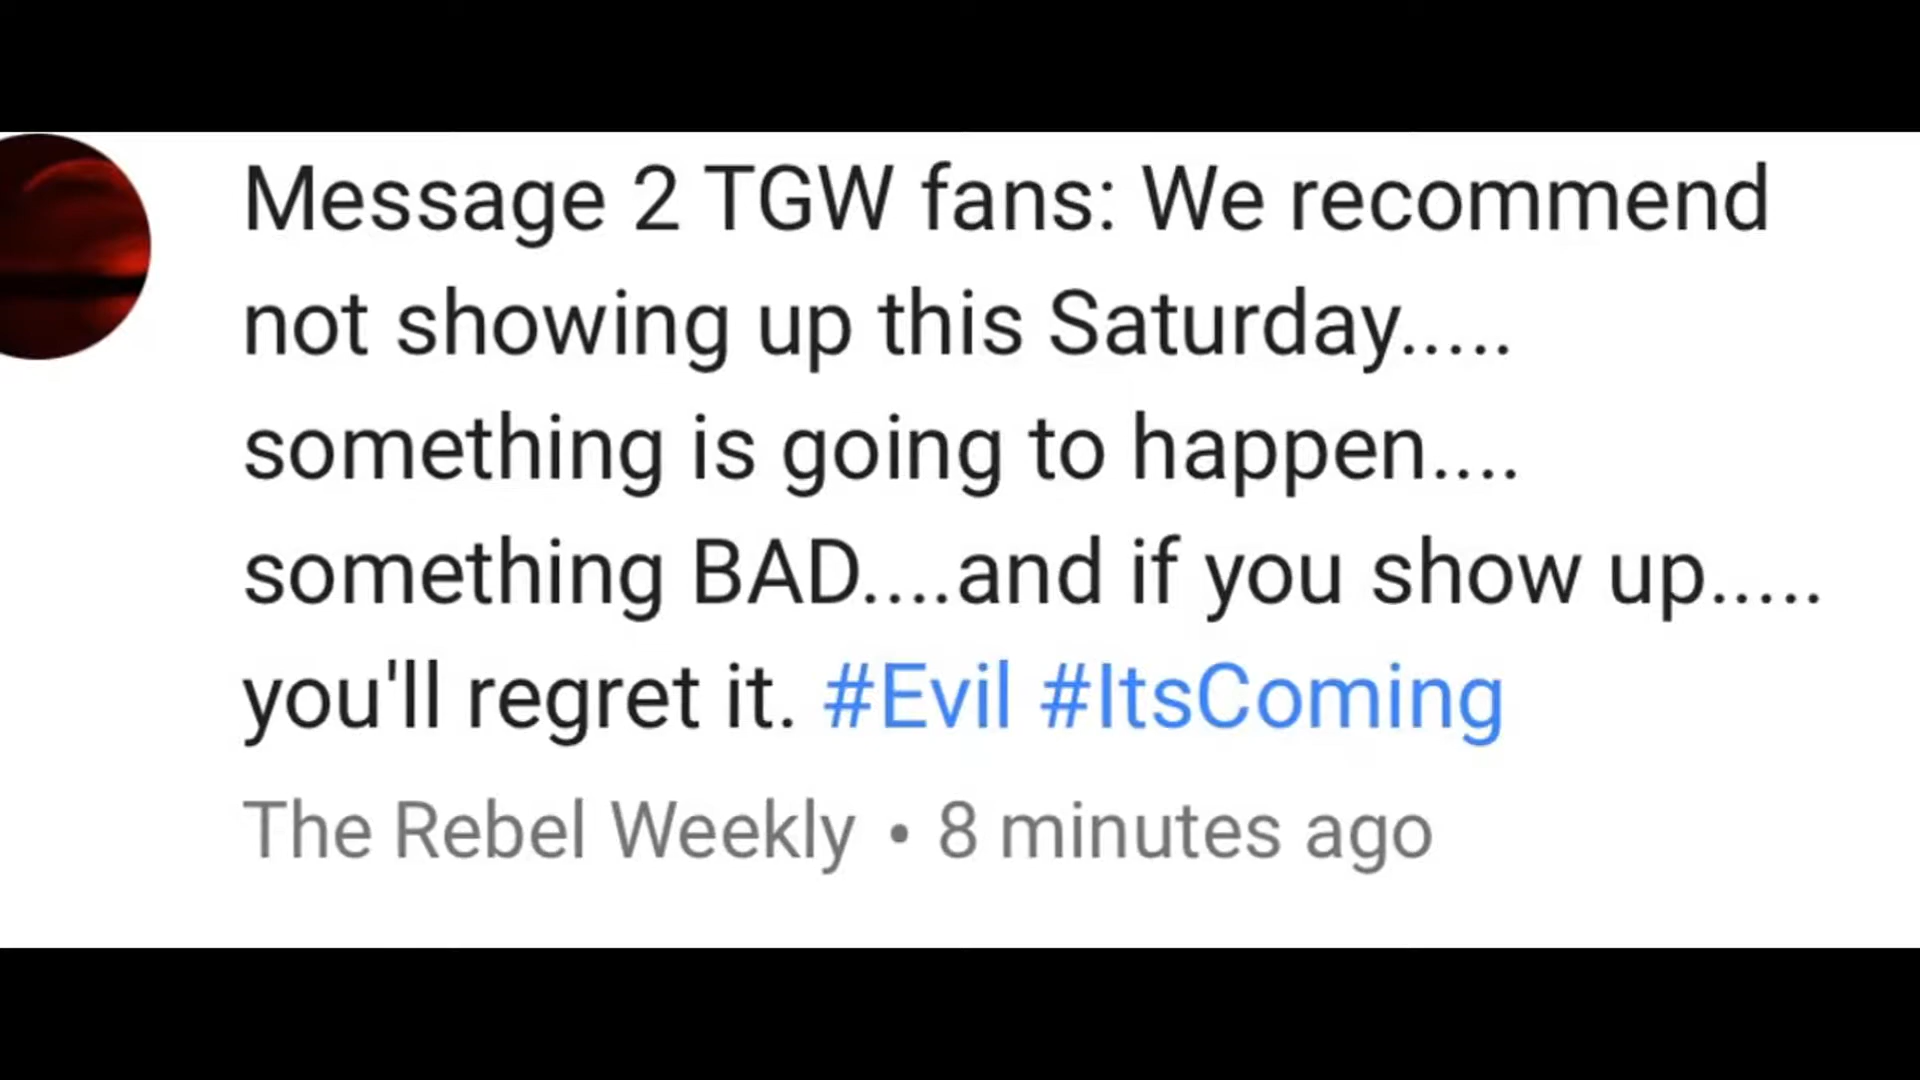 Message 2 TGW fans: We recommend
not showing up this Saturday.....
something is going to happen....
something BAD....and if you show up.....
you'll regret it. #Evil #ItsComing
The Rebel Weekly • 8 minutes ago